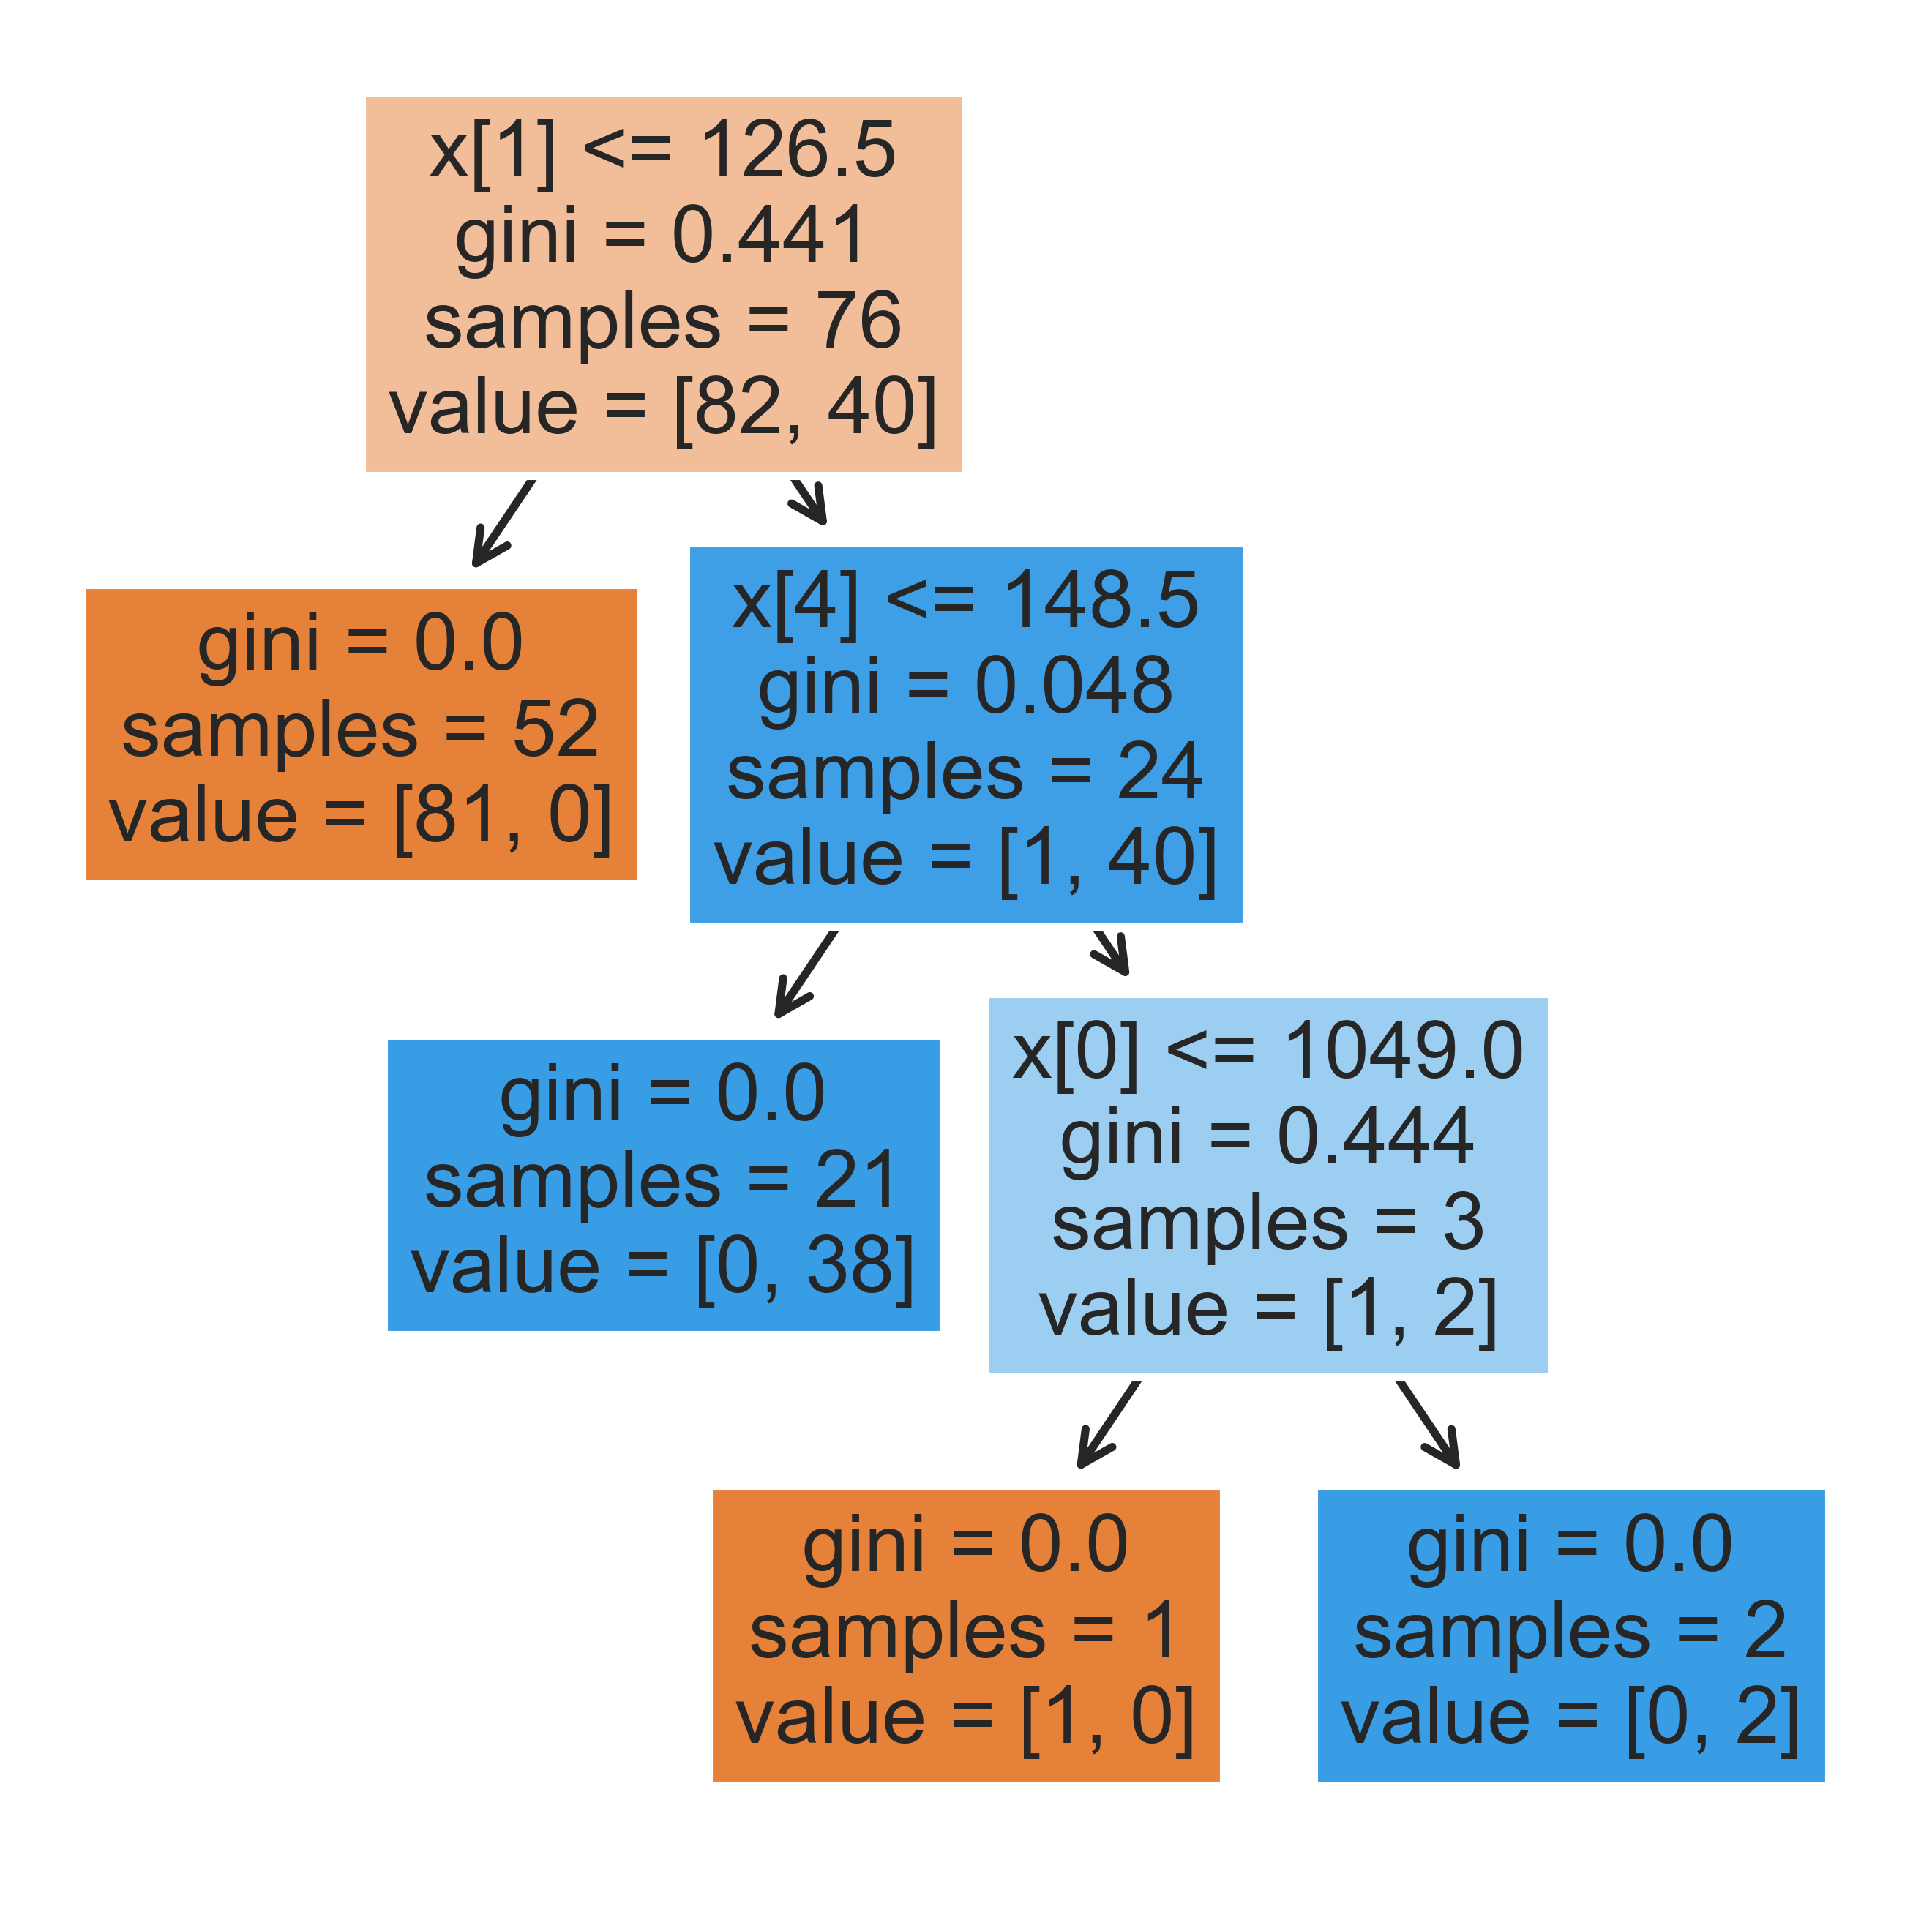 x[1] <= 126.5
gini = 0.441
samples = 76
value = [82, 40]
gini = 0.0
samples = 52
value = [81, 0]
x[4] <= 148.5
gini = 0.048
samples = 24
value = [1, 40]
gini = 0.0
samples = 21
value = [0, 38]
x[0] <= 1049.0
gini = 0.444
samples = 3
value = [1, 2]
gini = 0.0
samples = 1
value = [1, 0]
gini = 0.0
samples = 2
value = [0, 2]